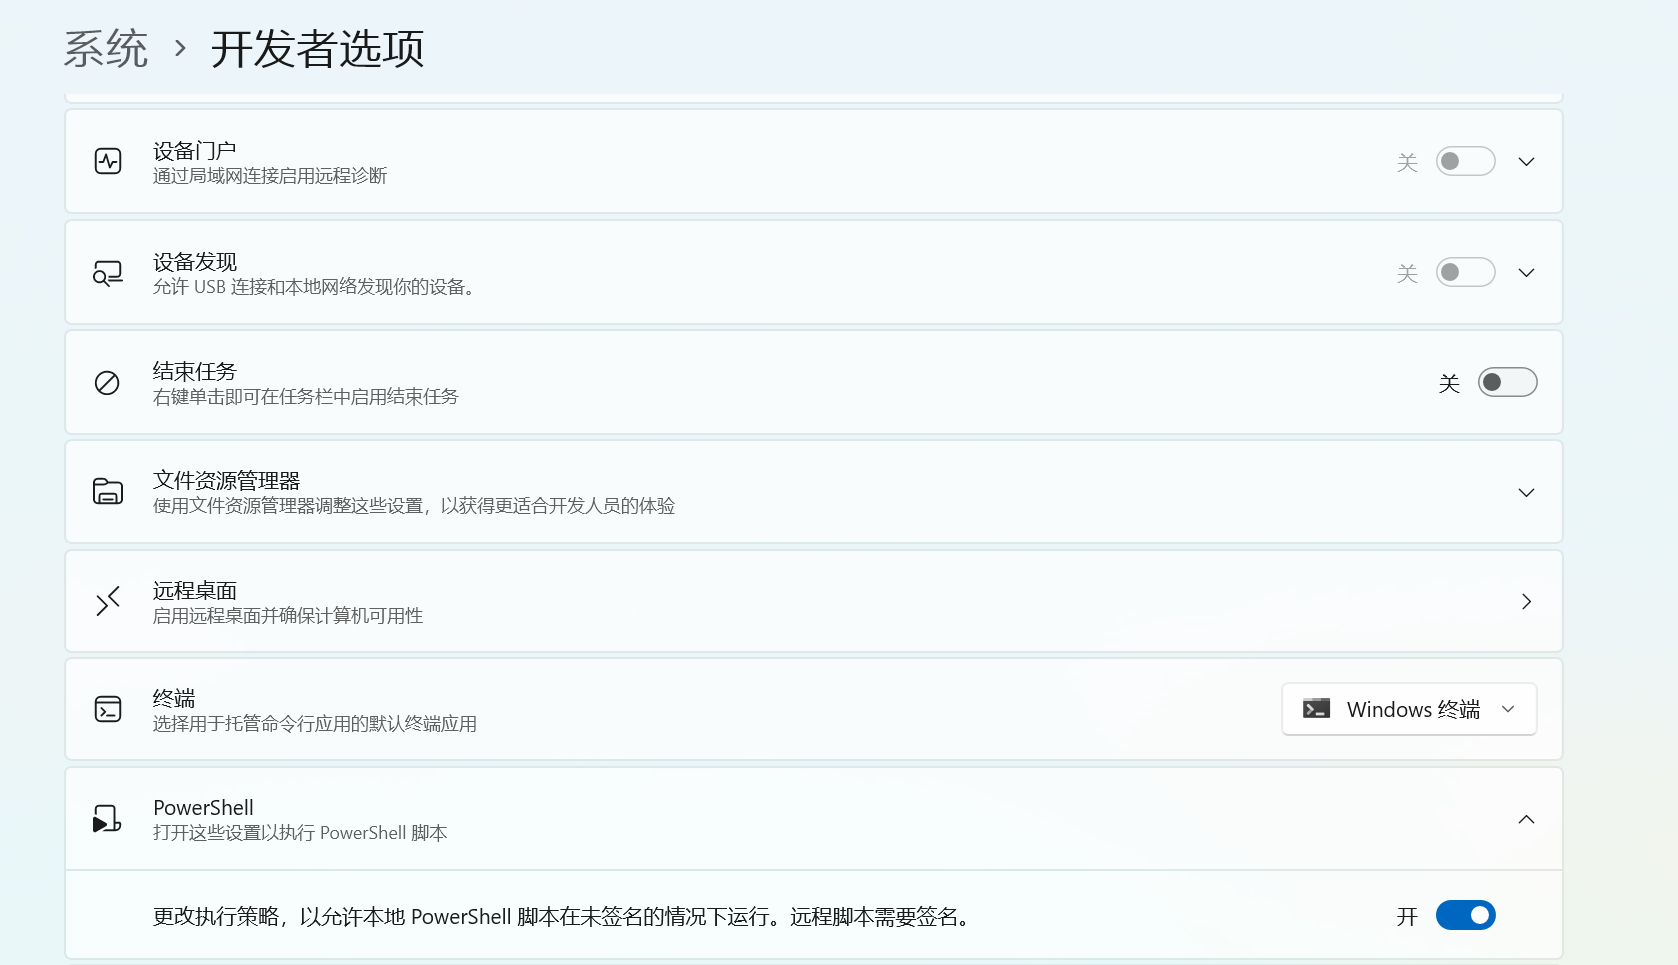 系统 › 开发者选项
设备门户
通过局域网连接启用远程诊断
关
设备发现
允许 USB 连接和本地网络发现你的设备。
关
结束任务
右键单击即可在任务栏中启用结束任务
关
文件资源管理器
使用文件资源管理器调整这些设置，以获得更适合开发人员的体验
远程桌面
启用远程桌面并确保计算机可用性
终端
选择用于托管命令行应用的默认终端应用
Windows 终端
PowerShell
打开这些设置以执行 PowerShell 脚本
更改执行策略，以允许本地 PowerShell 脚本在未签名的情况下运行。远程脚本需要签名。
开